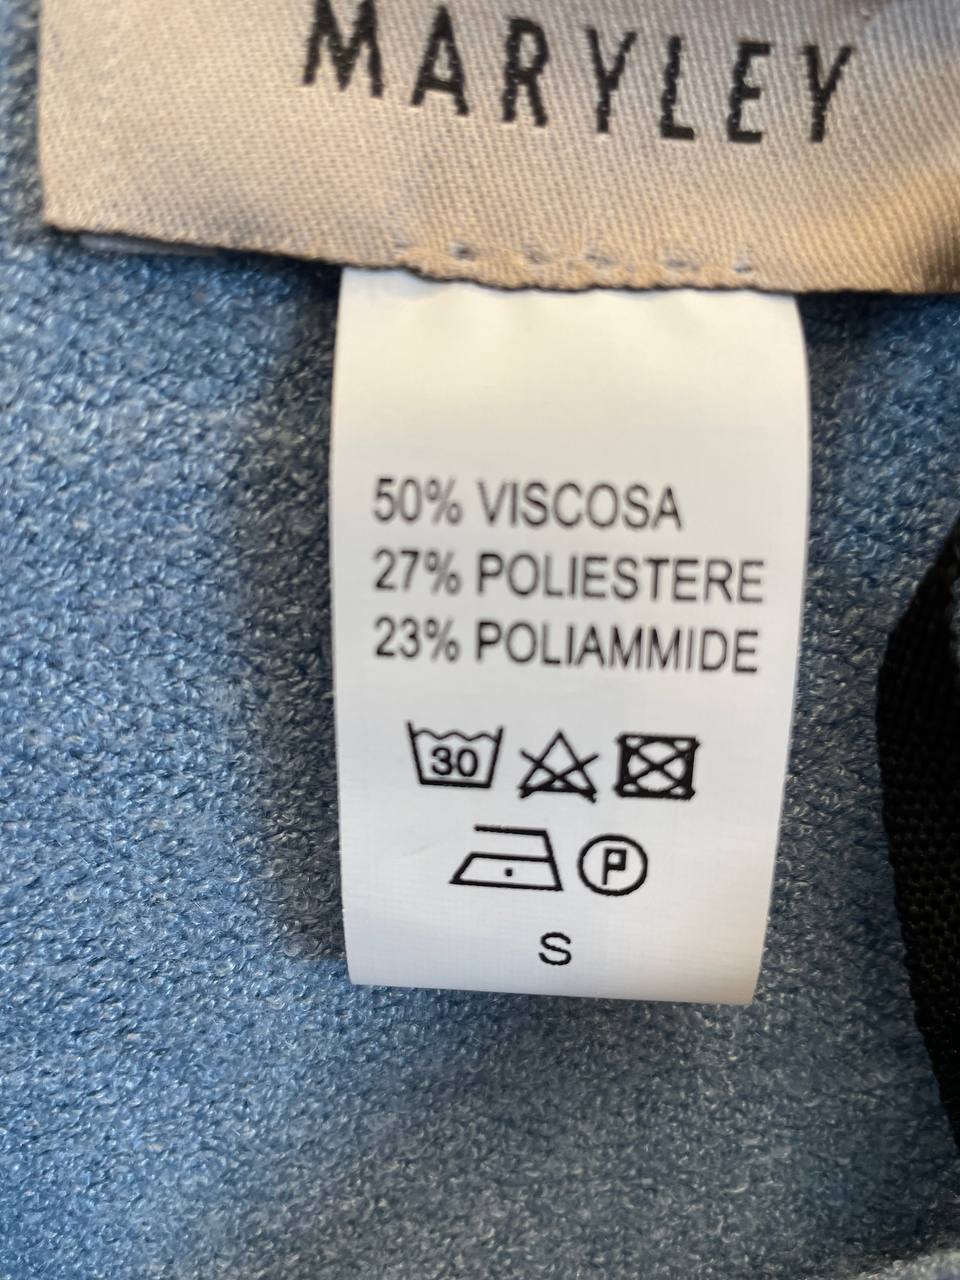 MARYLEY
50% VISCOSA
27% POLIESTERE
23% POLIAMMIDE
30
P
S